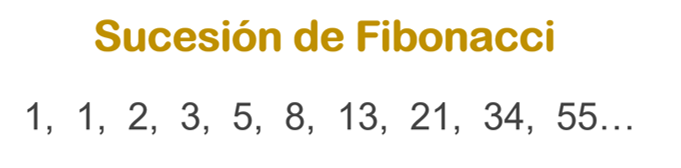 Sucesión de Fibonacci
1, 1, 2, 3, 5, 8, 13, 21, 34, 55...